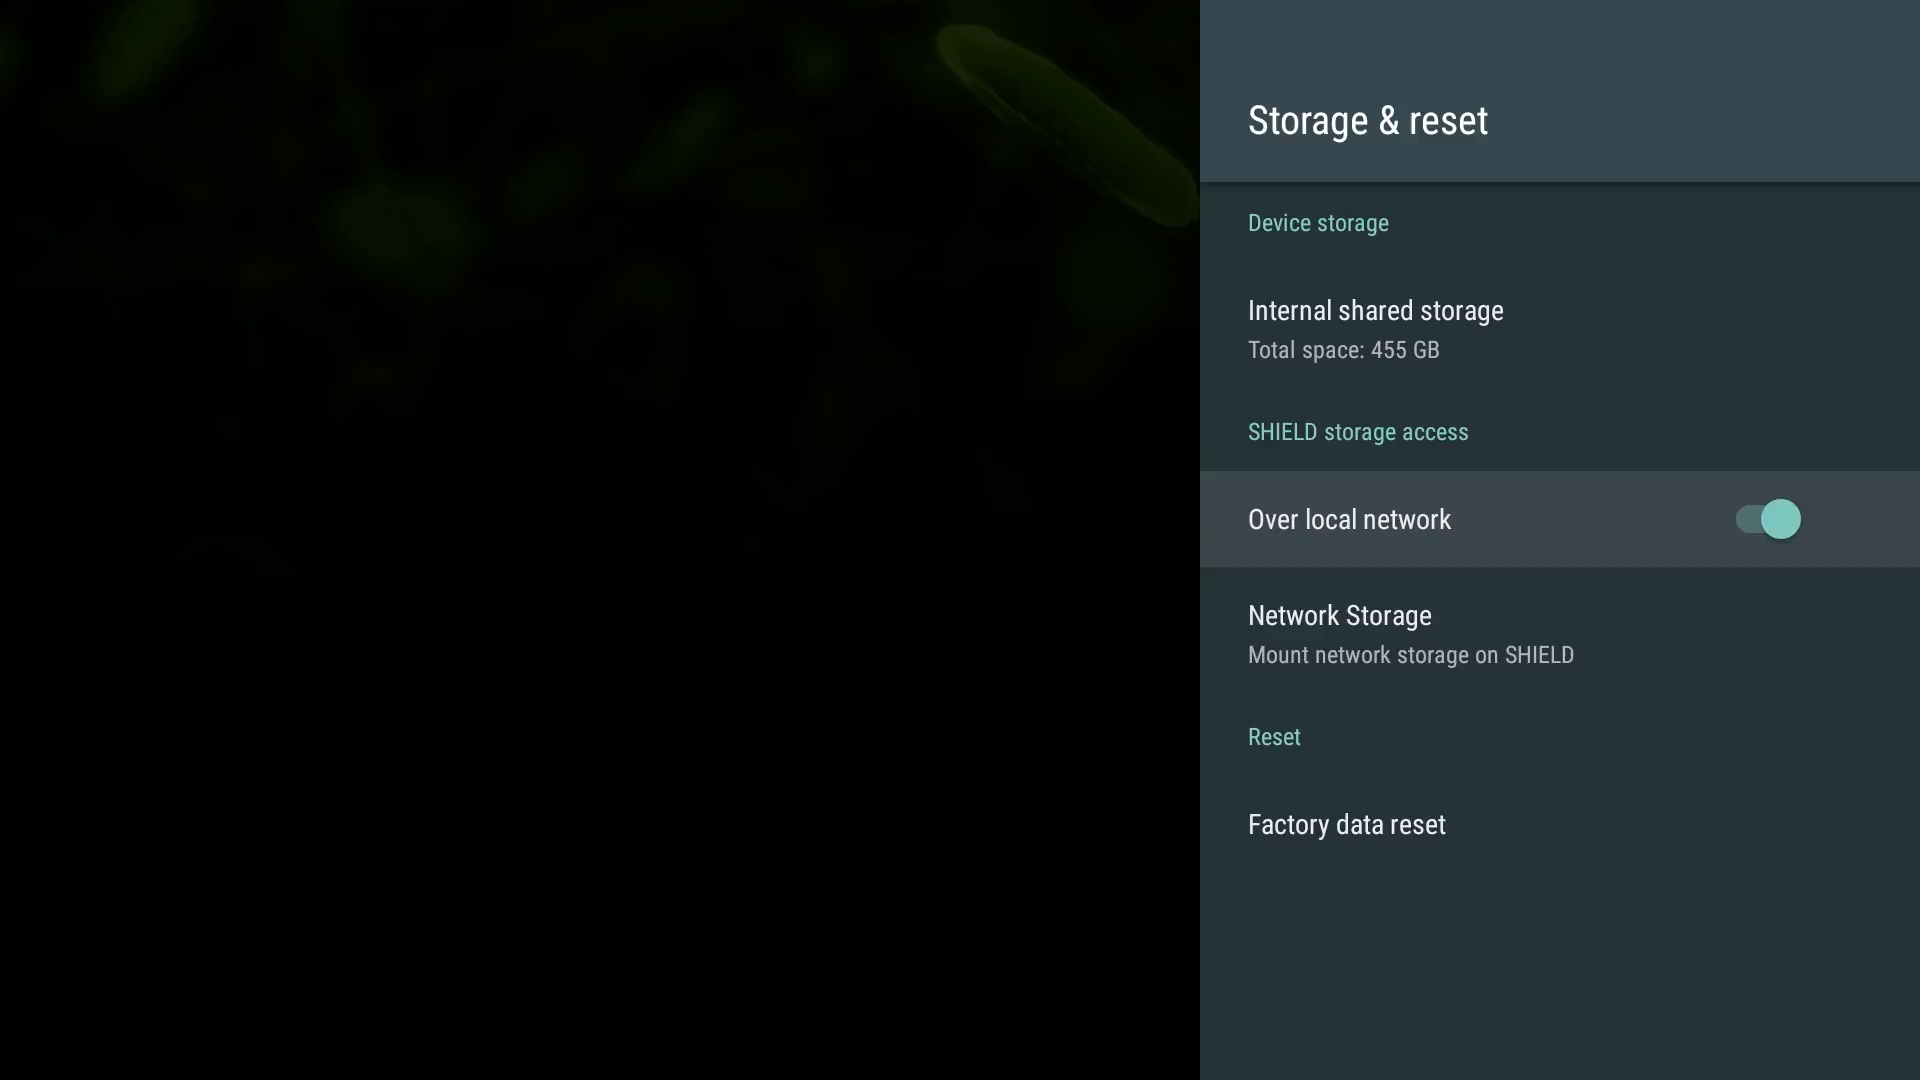 Storage & reset
Device storage
Internal shared storage
Total space: 455 GB
SHIELD storage access
Over local network
Network Storage
Mount network storage on SHIELD
Reset
Factory data reset